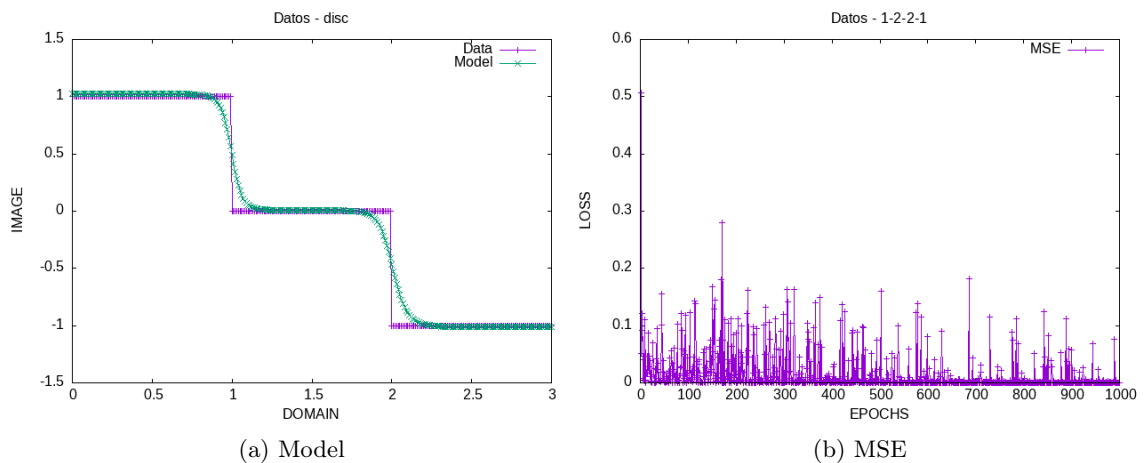 Datos - disc
1.5
1
0.5
0
-0.5
-1
-1.5
IMAGE
Data
Model
0 0.5 1 1.5 2 2.5 3
DOMAIN
(a) Model
Datos - 1-2-2-1
0.6
0.5
0.4
0.3
0.2
0.1
0
LOSS
MSE
0 100 200 300 400 500 600 700 800 900 1000
EPOCHS
(b) MSE